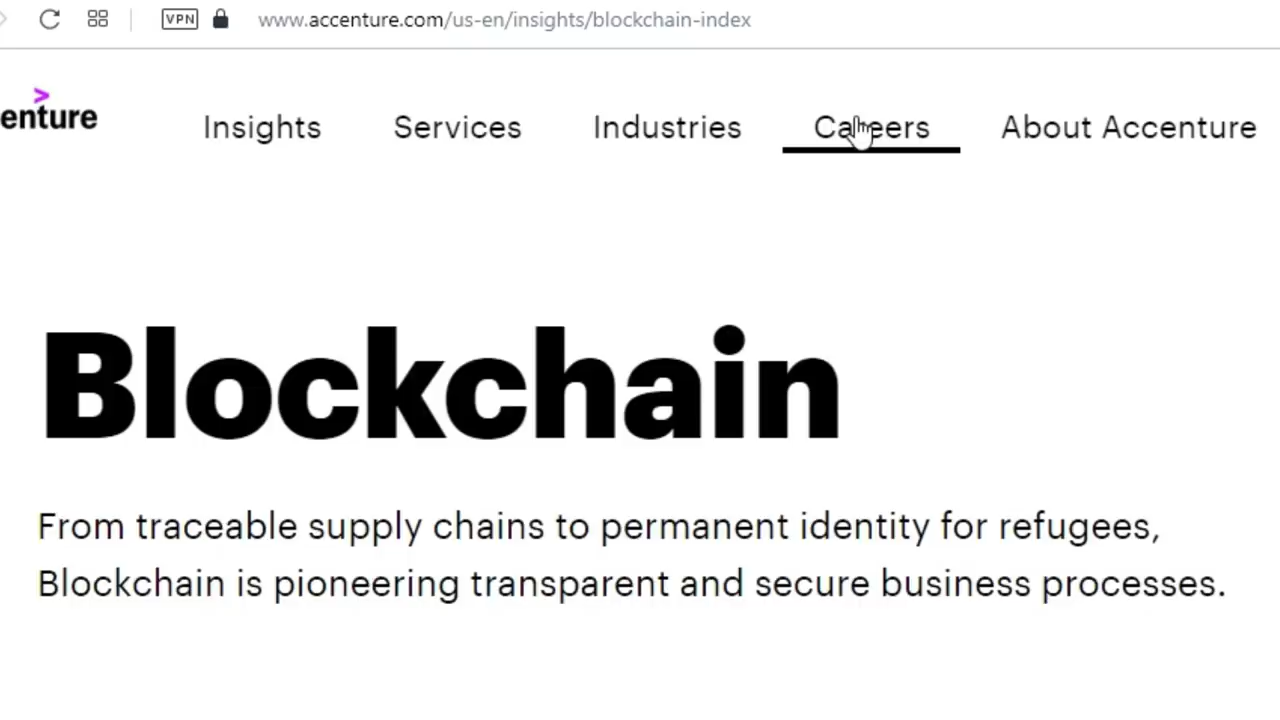 VPN www.accenture.com/us-en/insights/blockchain-index
enture
Insights Services Industries Careers About Accenture
Blockchain
From traceable supply chains to permanent identity for refugees,
Blockchain is pioneering transparent and secure business processes.